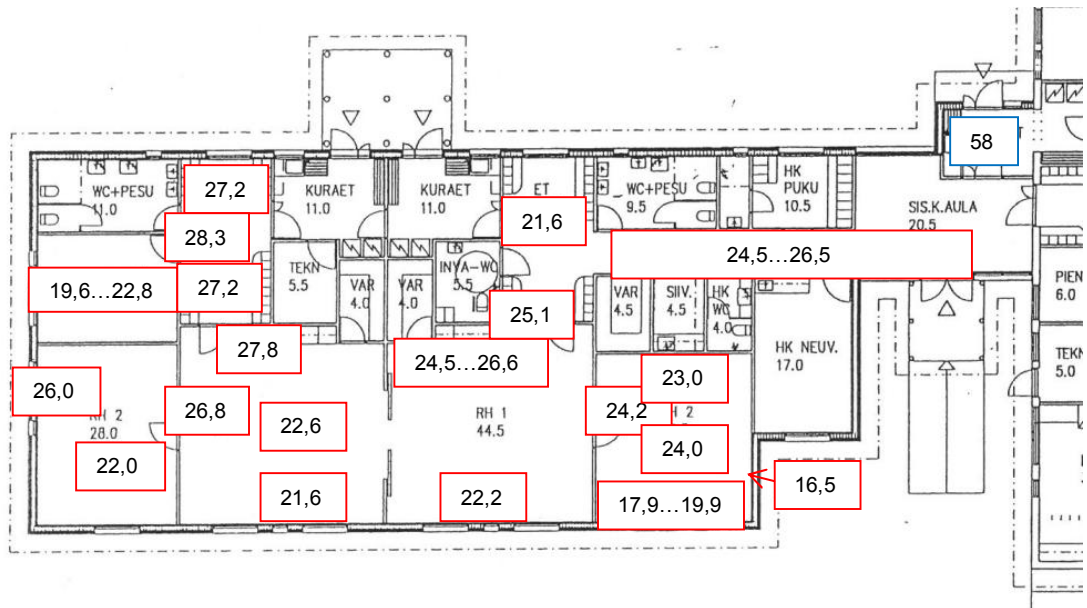 58
T
27,2
WC+PESU
11.0
KURAET
11.0
KURAET
11.0
ET
21,6
WC+PESU
9.5
HK
PUKU
10.5
SIS.K.AULA
20.5
28,3
24,5…26,5
19,6…22,8
27,2
TEKN
5.5
VAR
4.0
VAR
4.0
INVA-WC
5.5
25,1
VAR
4.5
SIIV.
4.5
HK
WC
4.0
PIEN
6.0
27,8
24,5…26,6
HK NEUV.
17.0
TEKN
5.0
26,0
26,8
22,6
23,0
24,2
RH 2
28.0
RH 1
44.5
2
22,0
24,0
21,6
22,2
17,9…19,9
16,5